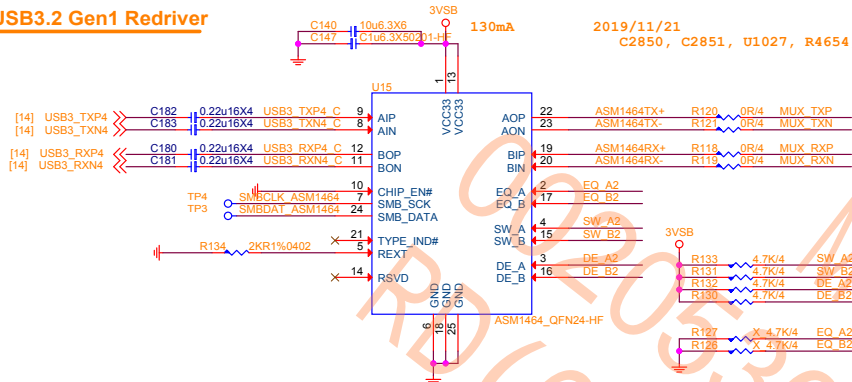 USB3.2 Gen1 Redriver
3VSB
130mA
2019/11/21
C2850, C2851, U1027, R4654
C140 10u6.3X6
C147 C1u6.3X50201-HF
1 13
U15
VCC33 VCC33
[14] USB3_TXP4 C182 0.22u16X4 USB3_TXP4_C 9 AIP
[14] USB3_TXN4 C183 0.22u16X4 USB3_TXN4_C 8 AIN
[14] USB3_RXP4 C180 0.22u16X4 USB3_RXP4_C 12 BOP
[14] USB3_RXN4 C181 0.22u16X4 USB3_RXN4_C 11 BON
10 CHIP_EN#
TP4 SMBCLK_ASM1464 7 SMB_SCK
TP3 SMBDAT_ASM1464 24 SMB_DATA
21 TYPE_IND#
R134 2KR1%0402 5 REXT
14 RSVD
AOP 22 ASM1464TX+ R120 0R/4 MUX_TXP
AON 23 ASM1464TX- R121 0R/4 MUX_TXN
BIP 19 ASM1464RX+ R118 0R/4 MUX_RXP
BIN 20 ASM1464RX- R119 0R/4 MUX_RXN
EQ_A 2 EQ_A2
EQ_B 17 EQ_B2
SW_A 4 SW_A2
SW_B 15 SW_B2
DE_A 3 DE_A2
DE_B 16 DE_B2
GND GND GND
6 18 25
ASM1464_QFN24-HF
3VSB
R133 4.7K/4 SW_A2
R131 4.7K/4 SW_B2
R132 4.7K/4 DE_A2
R130 4.7K/4 DE_B2
R127 X_4.7K/4 EQ_A2
R126 X_4.7K/4 EQ_B2